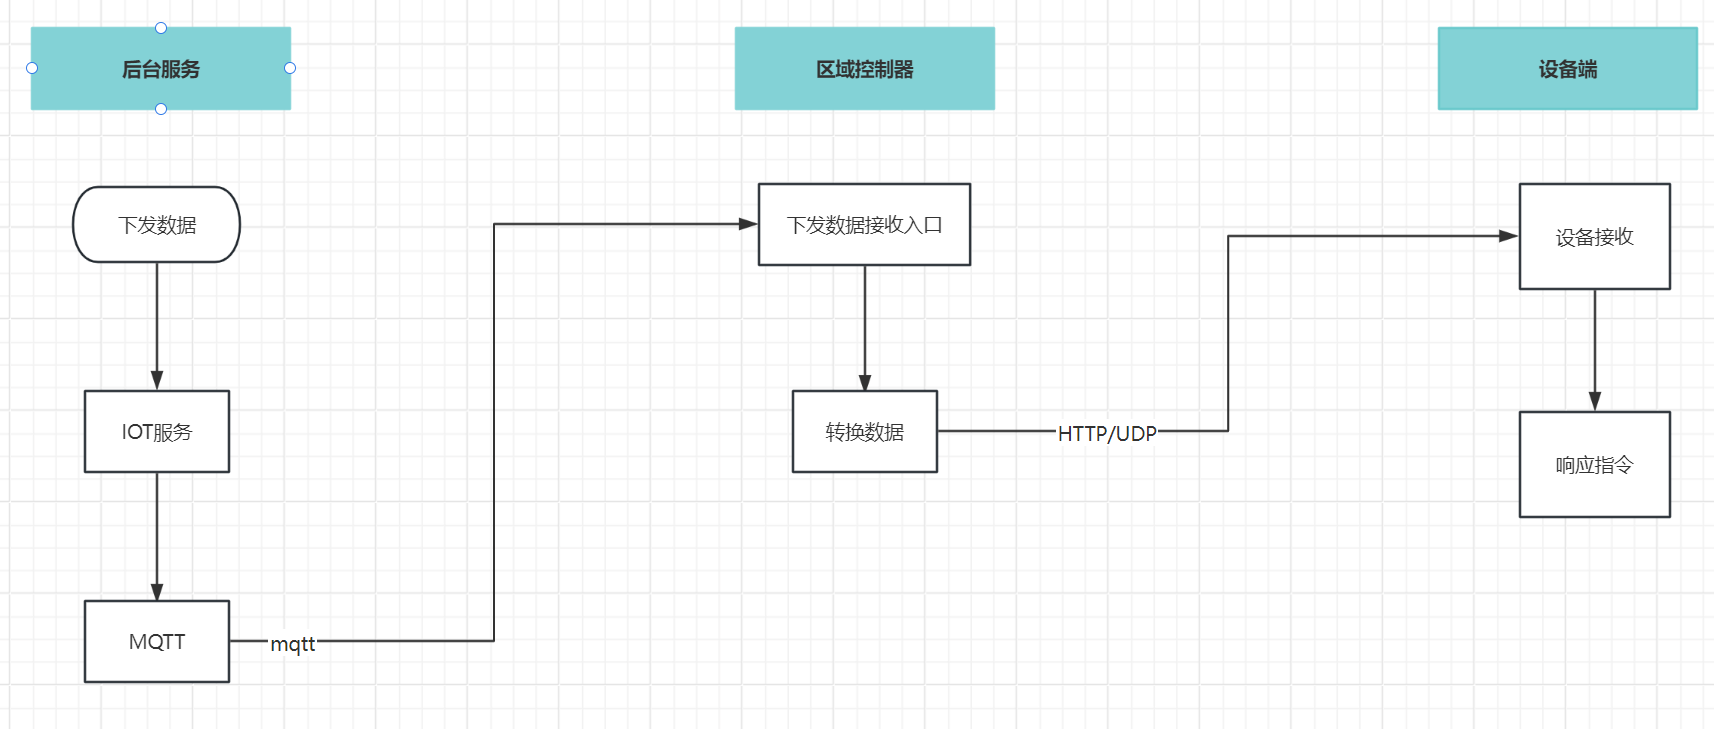 后台服务
区域控制器
设备端
下发数据
下发数据接收入口
设备接收
IOT服务
转换数据
HTTP/UDP
响应指令
MQTT
mqtt